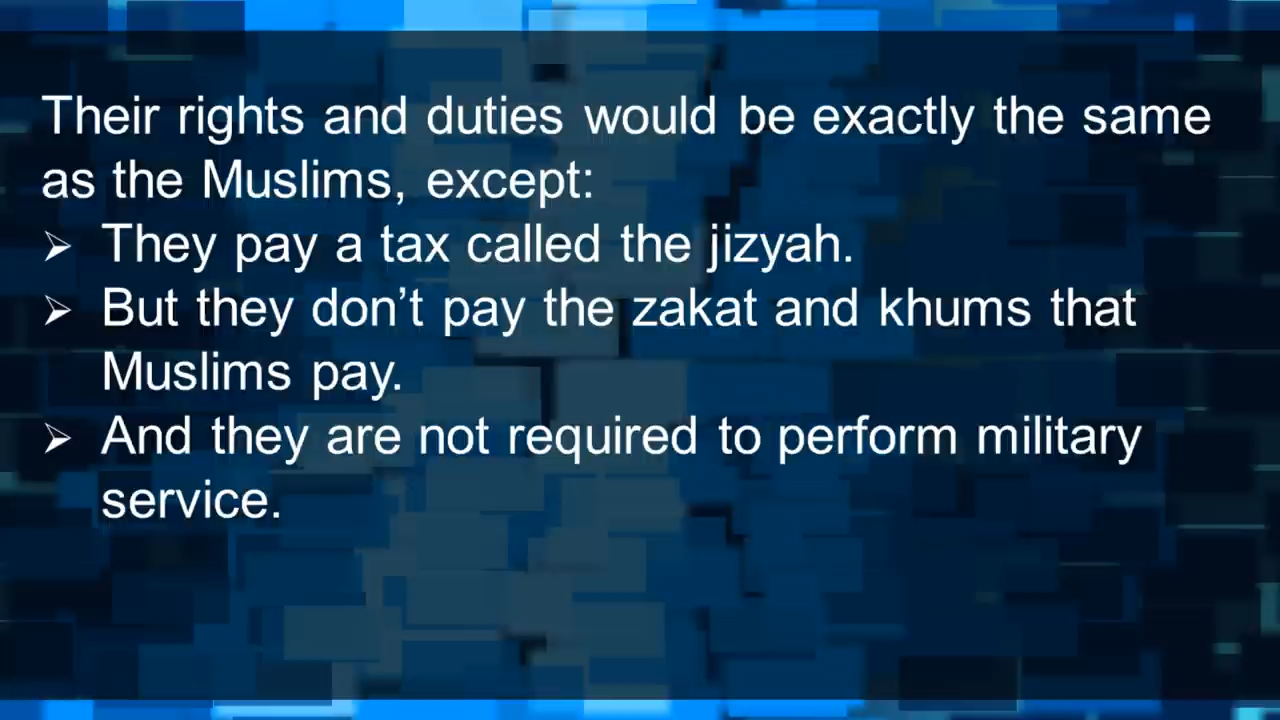 Their rights and duties would be exactly the same
as the Muslims, except:
➢ They pay a tax called the jizyah.
➢ But they don’t pay the zakat and khums that
Muslims pay.
➢ And they are not required to perform military
service.